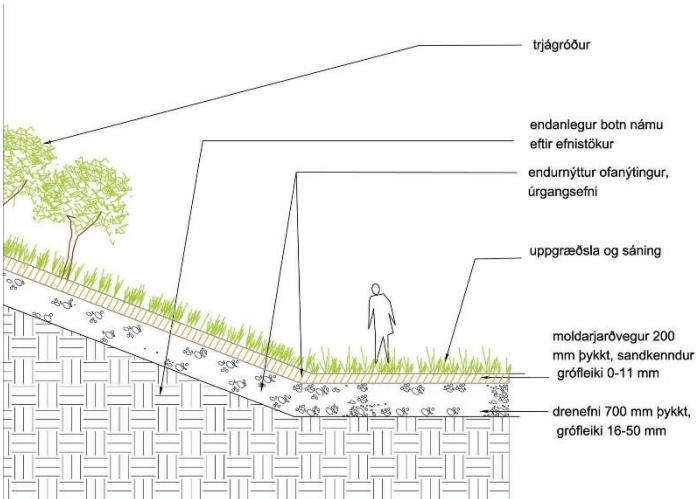 trjágróður
endanlegur botn námu
eftir efnistökur
endurnýttur ofanýtingur,
úrgangsefni
uppgræðsla og sáning
moldarjarðvegur 200
mm þykkt, sandkenndur
grófleiki 0-11 mm
drenefni 700 mm þykkt,
grófleiki 16-50 mm